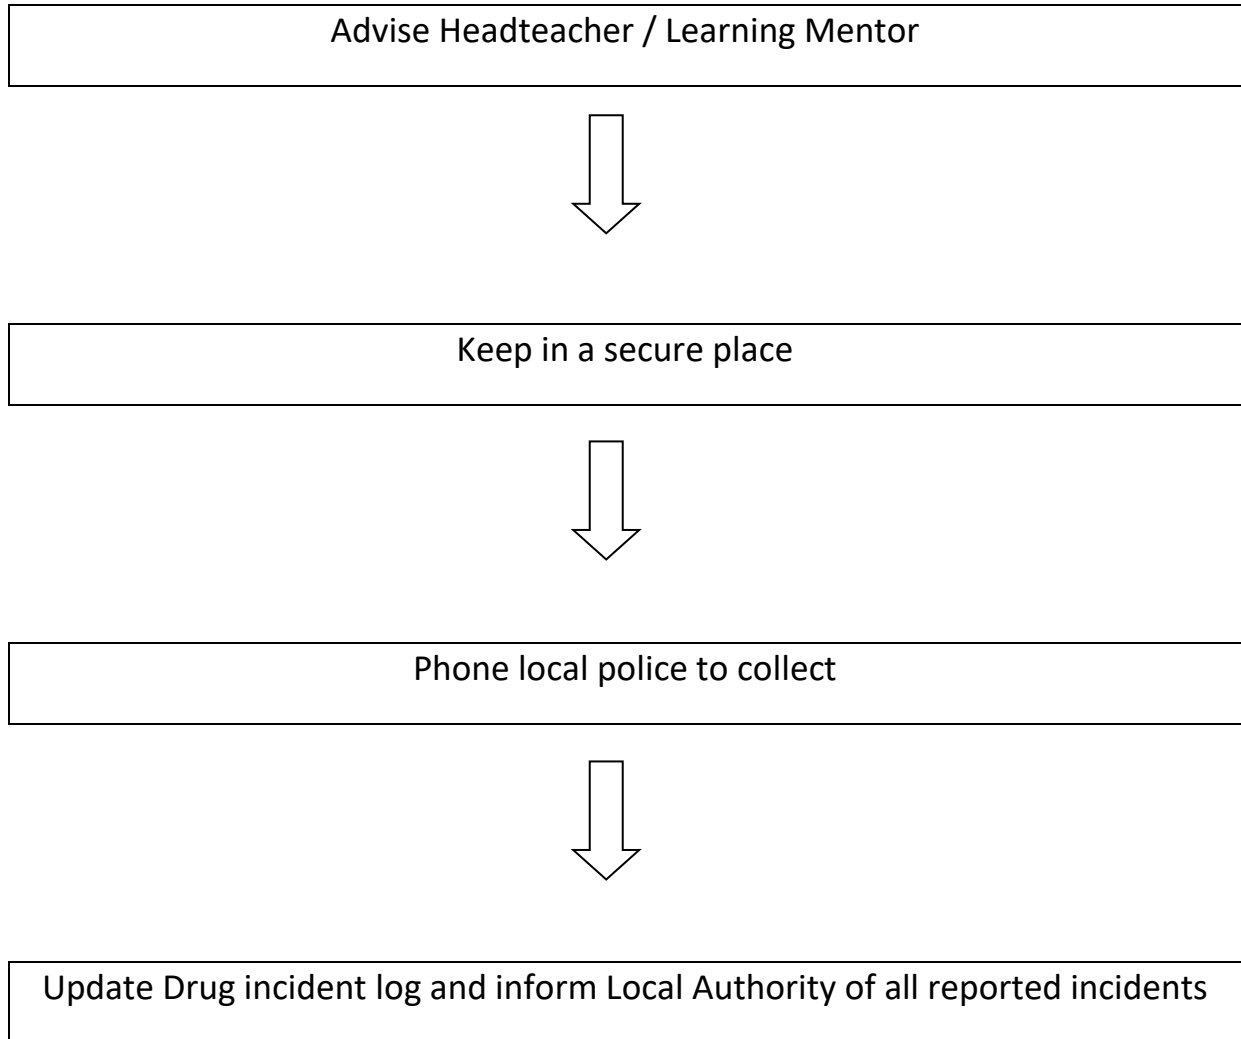 Advise Headteacher / Learning Mentor
Keep in a secure place
Phone local police to collect
Update Drug incident log and inform Local Authority of all reported incidents